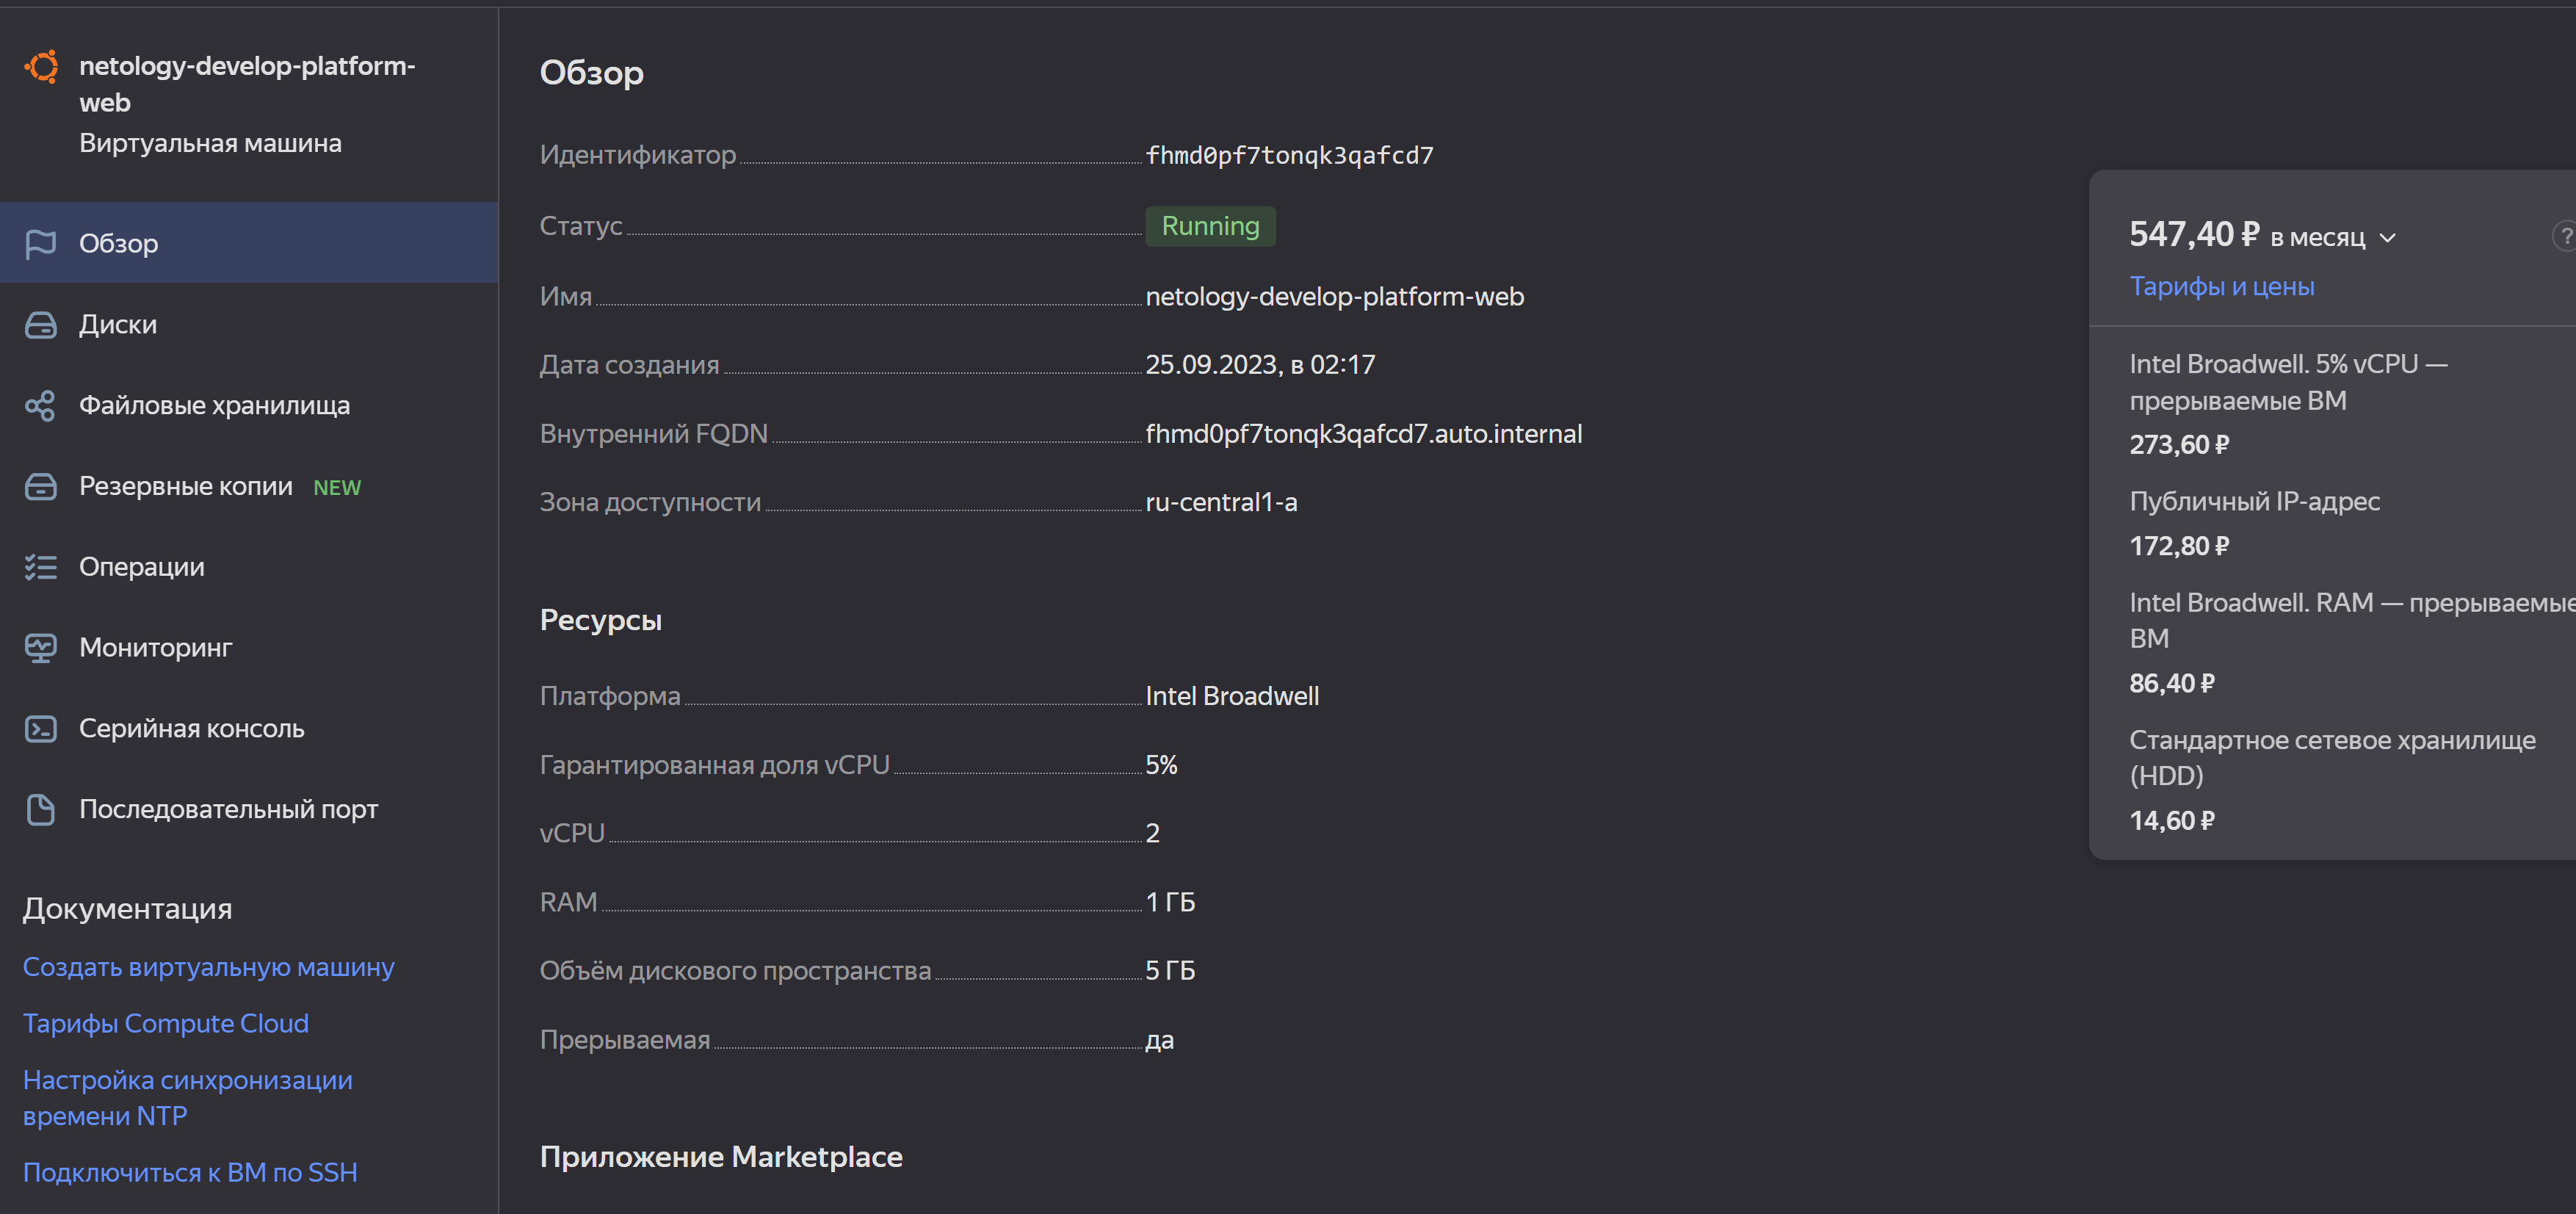 netology-develop-platform-
web
Виртуальная машина
Обзор
Диски
Файловые хранилища
Резервные копии NEW
Операции
Мониторинг
Серийная консоль
Последовательный порт
Документация
Создать виртуальную машину
Тарифы Compute Cloud
Настройка синхронизации
времени NTP
Подключиться к ВМ по SSH
Обзор
Идентификатор fhmd0pf7tonqk3qafcd7
Статус Running
Имя netology-develop-platform-web
Дата создания 25.09.2023, в 02:17
Внутренний FQDN fhmd0pf7tonqk3qafcd7.auto.internal
Зона доступности ru-central1-a
Ресурсы
Платформа Intel Broadwell
Гарантированная доля vCPU 5%
vCPU 2
RAM 1 ГБ
Объём дискового пространства 5 ГБ
Прерываемая да
Приложение Marketplace
547,40 ₽ в месяц
?
Тарифы и цены
Intel Broadwell. 5% vCPU —
прерываемые ВМ
273,60 ₽
Публичный IP-адрес
172,80 ₽
Intel Broadwell. RAM — прерываемые
ВМ
86,40 ₽
Стандартное сетевое хранилище
(HDD)
14,60 ₽